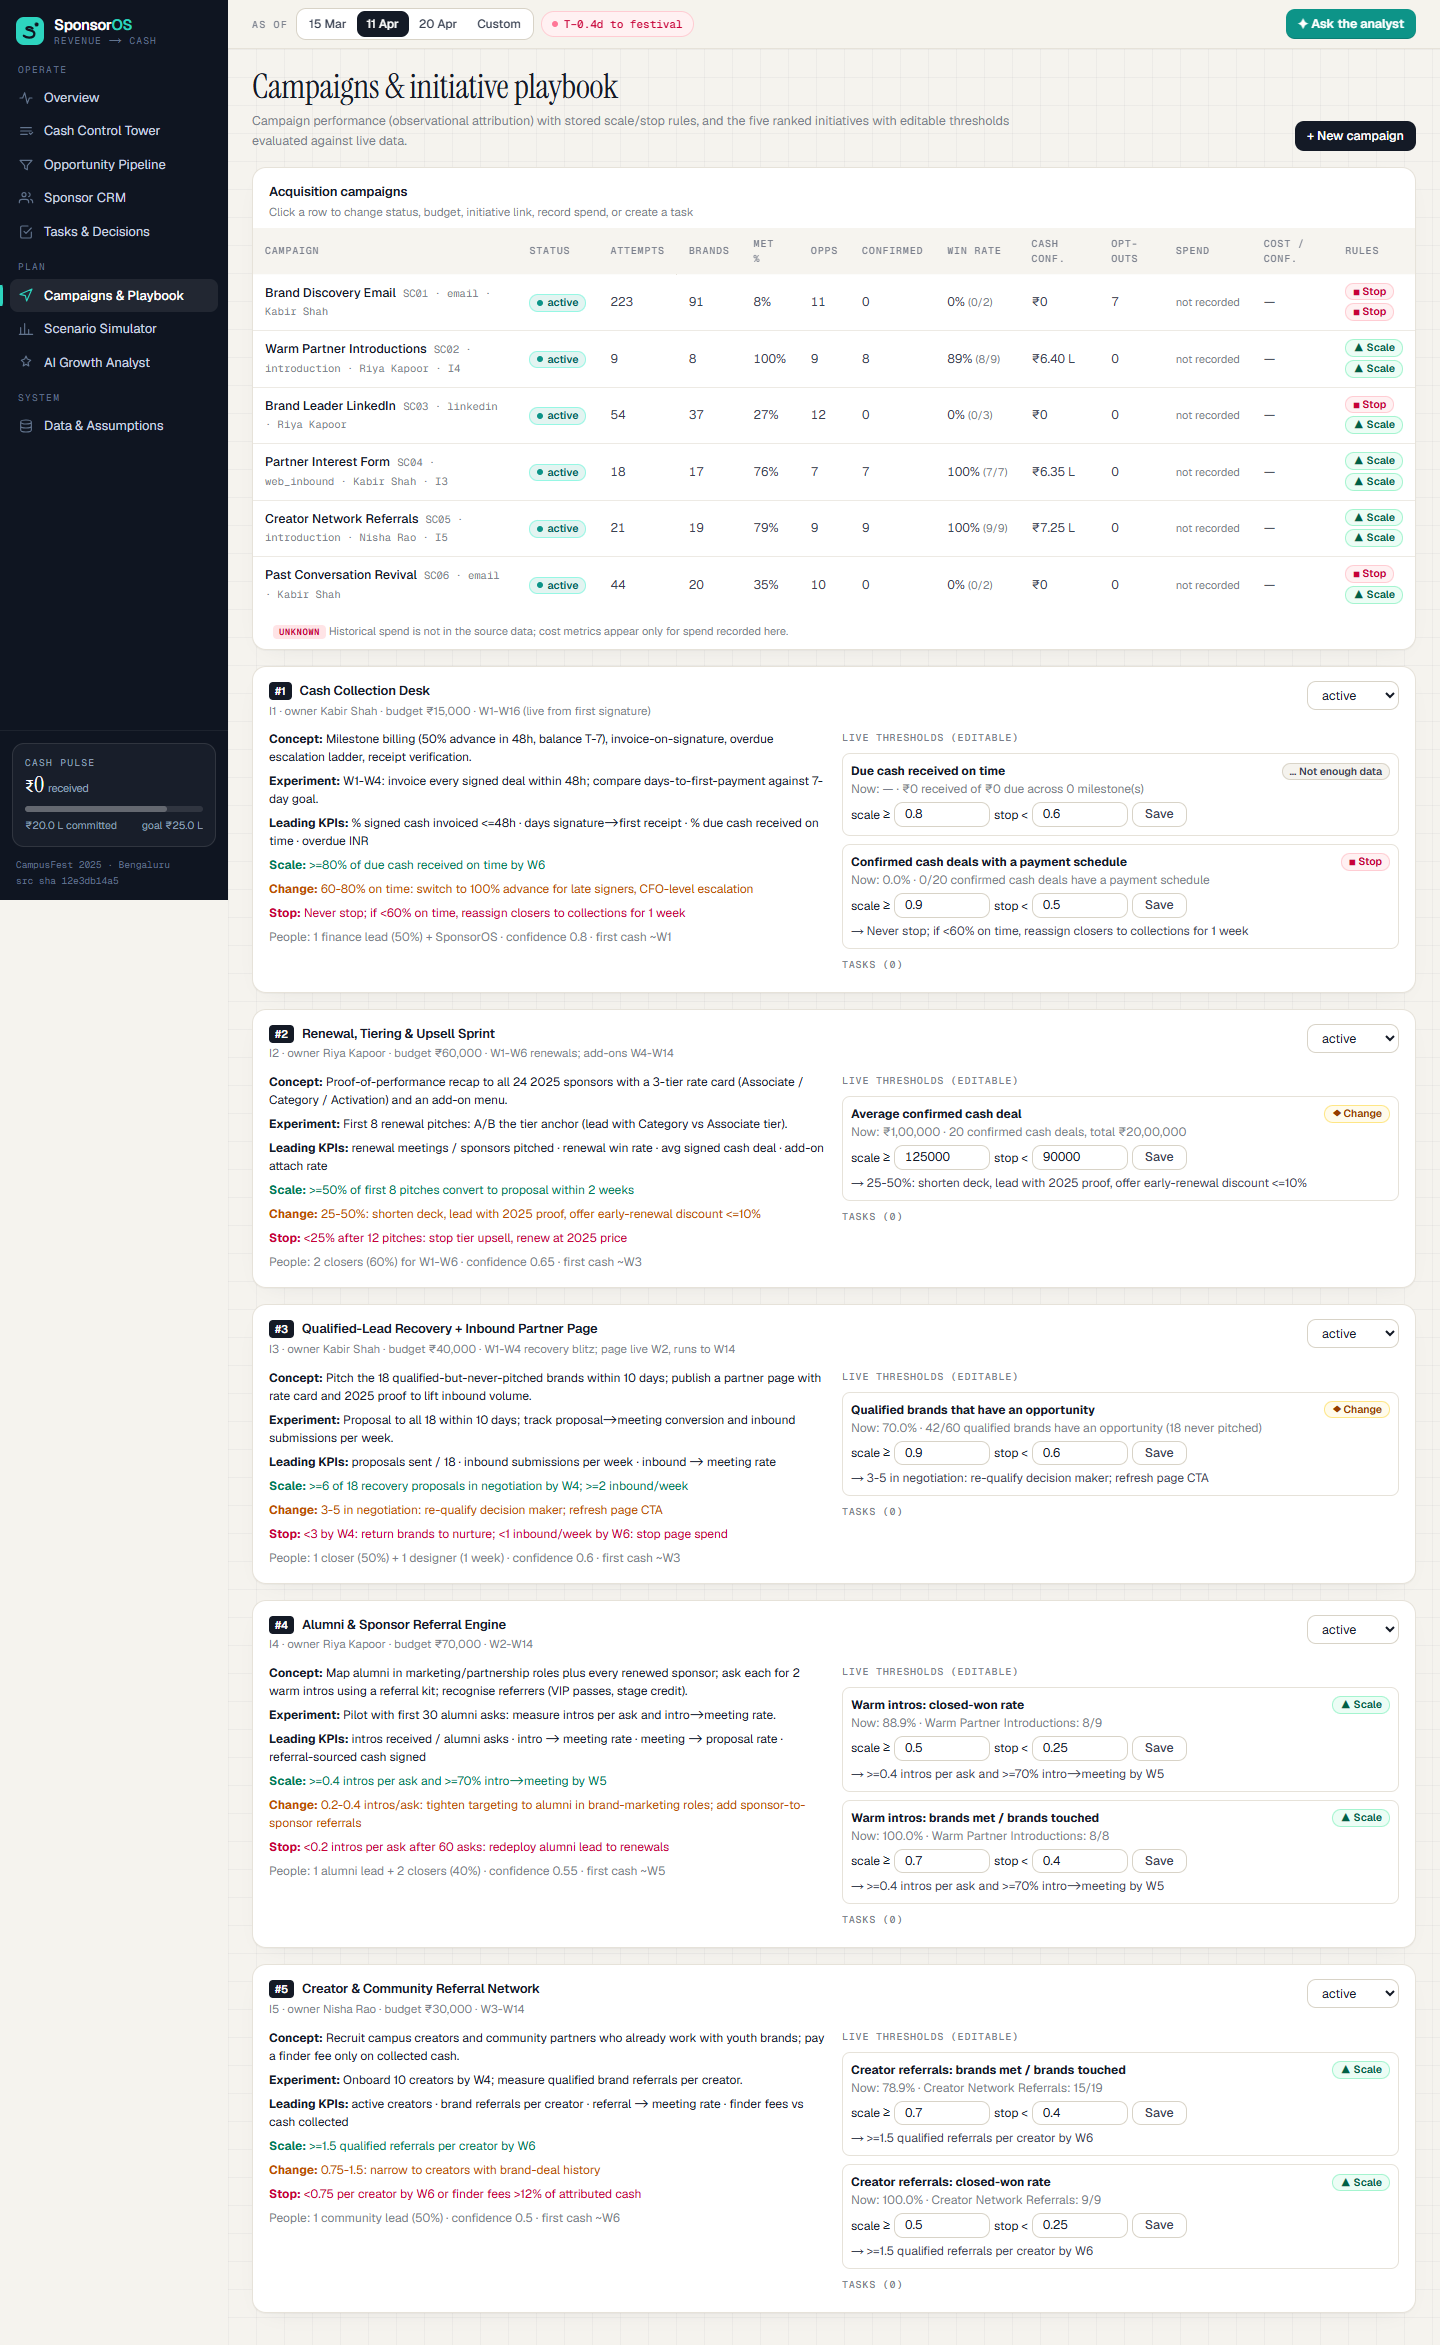 SponsorOS
REVENUE → CASH
OPERATE
Overview
Cash Control Tower
Opportunity Pipeline
Sponsor CRM
Tasks & Decisions
PLAN
Campaigns & Playbook
Scenario Simulator
AI Growth Analyst
SYSTEM
Data & Assumptions
CASH PULSE
₹0 received
₹20.0 L committed goal ₹25.0 L
CampusFest 2025 · Bengaluru
src sha 12e3db14a5
AS OF 15 Mar 11 Apr 20 Apr Custom T-0.4d to festival
✦ Ask the analyst
Campaigns & initiative playbook
Campaign performance (observational attribution) with stored scale/stop rules, and the five ranked initiatives with editable thresholds
evaluated against live data.
+ New campaign
Acquisition campaigns
Click a row to change status, budget, initiative link, record spend, or create a task
CAMPAIGN STATUS ATTEMPTS BRANDS MET % OPPS CONFIRMED WIN RATE CASH CONF. OPT-OUTS SPEND COST / CONF. RULES
Brand Discovery Email SC01 · email · Kabir Shah active 223 91 8% 11 0 0% (0/2) ₹0 7 not recorded — ■ Stop ■ Stop
Warm Partner Introductions SC02 · introduction · Riya Kapoor · I4 active 9 8 100% 9 8 89% (8/9) ₹6.40 L 0 not recorded — ▲ Scale ▲ Scale
Brand Leader LinkedIn SC03 · linkedin · Riya Kapoor active 54 37 27% 12 0 0% (0/3) ₹0 0 not recorded — ■ Stop ▲ Scale
Partner Interest Form SC04 · web_inbound · Kabir Shah · I3 active 18 17 76% 7 7 100% (7/7) ₹6.35 L 0 not recorded — ▲ Scale ▲ Scale
Creator Network Referrals SC05 · introduction · Nisha Rao · I5 active 21 19 79% 9 9 100% (9/9) ₹7.25 L 0 not recorded — ▲ Scale ▲ Scale
Past Conversation Revival SC06 · email · Kabir Shah active 44 20 35% 10 0 0% (0/2) ₹0 0 not recorded — ■ Stop ▲ Scale
UNKNOWN Historical spend is not in the source data; cost metrics appear only for spend recorded here.
#1 Cash Collection Desk
active
I1 · owner Kabir Shah · budget ₹15,000 · W1-W16 (live from first signature)
Concept: Milestone billing (50% advance in 48h, balance T-7), invoice-on-signature, overdue
escalation ladder, receipt verification.
Experiment: W1-W4: invoice every signed deal within 48h; compare days-to-first-payment against 7-
day goal.
Leading KPIs: % signed cash invoiced <=48h · days signature→first receipt · % due cash received on
time · overdue INR
Scale: >=80% of due cash received on time by W6
Change: 60-80% on time: switch to 100% advance for late signers, CFO-level escalation
Stop: Never stop; if <60% on time, reassign closers to collections for 1 week
People: 1 finance lead (50%) + SponsorOS · confidence 0.8 · first cash ~W1
LIVE THRESHOLDS (EDITABLE)
Due cash received on time … Not enough data
Now: — · ₹0 received of ₹0 due across 0 milestone(s)
scale ≥ 0.8 stop < 0.6 Save
Confirmed cash deals with a payment schedule ■ Stop
Now: 0.0% · 0/20 confirmed cash deals have a payment schedule
scale ≥ 0.9 stop < 0.5 Save
→ Never stop; if <60% on time, reassign closers to collections for 1 week
TASKS (0)
#2 Renewal, Tiering & Upsell Sprint
active
I2 · owner Riya Kapoor · budget ₹60,000 · W1-W6 renewals; add-ons W4-W14
Concept: Proof-of-performance recap to all 24 2025 sponsors with a 3-tier rate card (Associate /
Category / Activation) and an add-on menu.
Experiment: First 8 renewal pitches: A/B the tier anchor (lead with Category vs Associate tier).
Leading KPIs: renewal meetings / sponsors pitched · renewal win rate · avg signed cash deal · add-on
attach rate
Scale: >=50% of first 8 pitches convert to proposal within 2 weeks
Change: 25-50%: shorten deck, lead with 2025 proof, offer early-renewal discount <=10%
Stop: <25% after 12 pitches: stop tier upsell, renew at 2025 price
People: 2 closers (60%) for W1-W6 · confidence 0.65 · first cash ~W3
LIVE THRESHOLDS (EDITABLE)
Average confirmed cash deal ◆ Change
Now: ₹1,00,000 · 20 confirmed cash deals, total ₹20,00,000
scale ≥ 125000 stop < 90000 Save
→ 25-50%: shorten deck, lead with 2025 proof, offer early-renewal discount <=10%
TASKS (0)
#3 Qualified-Lead Recovery + Inbound Partner Page
active
I3 · owner Kabir Shah · budget ₹40,000 · W1-W4 recovery blitz; page live W2, runs to W14
Concept: Pitch the 18 qualified-but-never-pitched brands within 10 days; publish a partner page with
rate card and 2025 proof to lift inbound volume.
Experiment: Proposal to all 18 within 10 days; track proposal→meeting conversion and inbound
submissions per week.
Leading KPIs: proposals sent / 18 · inbound submissions per week · inbound → meeting rate
Scale: >=6 of 18 recovery proposals in negotiation by W4; >=2 inbound/week
Change: 3-5 in negotiation: re-qualify decision maker; refresh page CTA
Stop: <3 by W4: return brands to nurture; <1 inbound/week by W6: stop page spend
People: 1 closer (50%) + 1 designer (1 week) · confidence 0.6 · first cash ~W3
LIVE THRESHOLDS (EDITABLE)
Qualified brands that have an opportunity ◆ Change
Now: 70.0% · 42/60 qualified brands have an opportunity (18 never pitched)
scale ≥ 0.9 stop < 0.6 Save
→ 3-5 in negotiation: re-qualify decision maker; refresh page CTA
TASKS (0)
#4 Alumni & Sponsor Referral Engine
active
I4 · owner Riya Kapoor · budget ₹70,000 · W2-W14
Concept: Map alumni in marketing/partnership roles plus every renewed sponsor; ask each for 2
warm intros using a referral kit; recognise referrers (VIP passes, stage credit).
Experiment: Pilot with first 30 alumni asks: measure intros per ask and intro→meeting rate.
Leading KPIs: intros received / alumni asks · intro → meeting rate · meeting → proposal rate ·
referral-sourced cash signed
Scale: >=0.4 intros per ask and >=70% intro→meeting by W5
Change: 0.2-0.4 intros/ask: tighten targeting to alumni in brand-marketing roles; add sponsor-to-
sponsor referrals
Stop: <0.2 intros per ask after 60 asks: redeploy alumni lead to renewals
People: 1 alumni lead + 2 closers (40%) · confidence 0.55 · first cash ~W5
LIVE THRESHOLDS (EDITABLE)
Warm intros: closed-won rate ▲ Scale
Now: 88.9% · Warm Partner Introductions: 8/9
scale ≥ 0.5 stop < 0.25 Save
→ >=0.4 intros per ask and >=70% intro→meeting by W5
Warm intros: brands met / brands touched ▲ Scale
Now: 100.0% · Warm Partner Introductions: 8/8
scale ≥ 0.7 stop < 0.4 Save
→ >=0.4 intros per ask and >=70% intro→meeting by W5
TASKS (0)
#5 Creator & Community Referral Network
active
I5 · owner Nisha Rao · budget ₹30,000 · W3-W14
Concept: Recruit campus creators and community partners who already work with youth brands; pay
a finder fee only on collected cash.
Experiment: Onboard 10 creators by W4; measure qualified brand referrals per creator.
Leading KPIs: active creators · brand referrals per creator · referral → meeting rate · finder fees vs
cash collected
Scale: >=1.5 qualified referrals per creator by W6
Change: 0.75-1.5: narrow to creators with brand-deal history
Stop: <0.75 per creator by W6 or finder fees >12% of attributed cash
People: 1 community lead (50%) · confidence 0.5 · first cash ~W6
LIVE THRESHOLDS (EDITABLE)
Creator referrals: brands met / brands touched ▲ Scale
Now: 78.9% · Creator Network Referrals: 15/19
scale ≥ 0.7 stop < 0.4 Save
→ >=1.5 qualified referrals per creator by W6
Creator referrals: closed-won rate ▲ Scale
Now: 100.0% · Creator Network Referrals: 9/9
scale ≥ 0.5 stop < 0.25 Save
→ >=1.5 qualified referrals per creator by W6
TASKS (0)